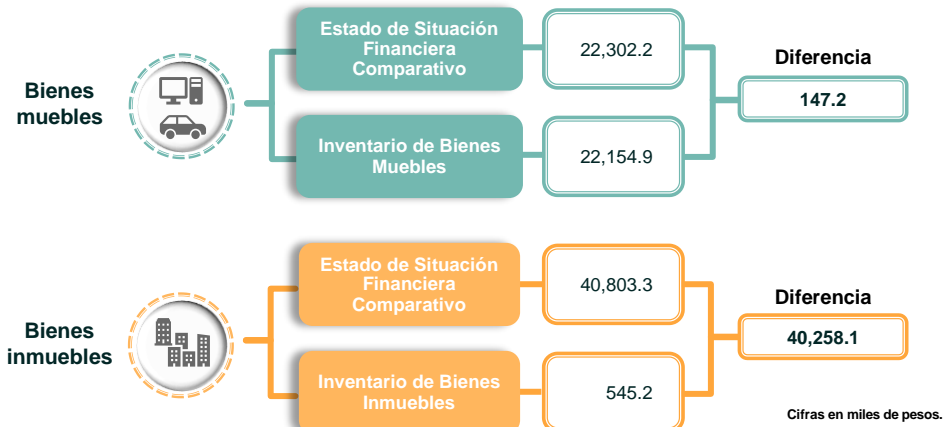 Bienes
muebles
Estado de Situación
Financiera
Comparativo
22,302.2
Inventario de Bienes
Muebles
22,154.9
Diferencia
147.2
Bienes
inmuebles
Estado de Situación
Financiera
Comparativo
40,803.3
Inventario de Bienes
Inmuebles
545.2
Diferencia
40,258.1
Cifras en miles de pesos.